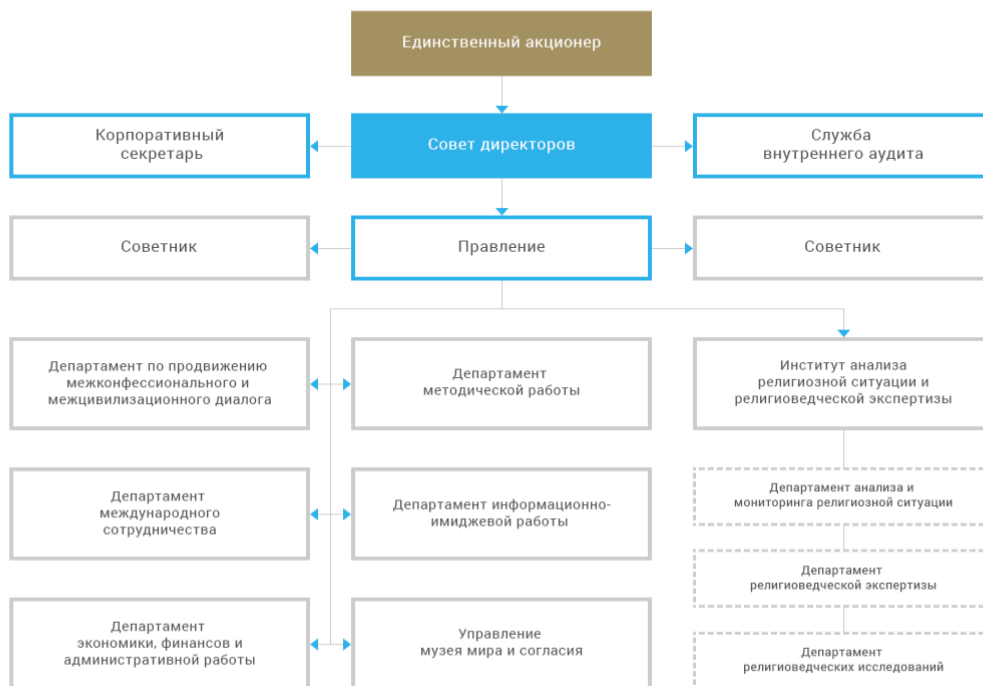 Единственный акционер
Корпоративный
секретарь
Совет директоров
Служба
внутреннего аудита
Советник
Правление
Советник
Департамент по продвижению
межконфессионального и
межцивилизационного диалога
Департамент
методической работы
Институт анализа
религиозной ситуации и
религиоведческой экспертизы
Департамент
международного
сотрудничества
Департамент информационно-
имиджевой работы
Департамент анализа и
мониторинга религиозной ситуации
Департамент
религиоведческой экспертизы
Департамент
экономики, финансов и
административной работы
Управление
музея мира и согласия
Департамент
религиоведческих исследований